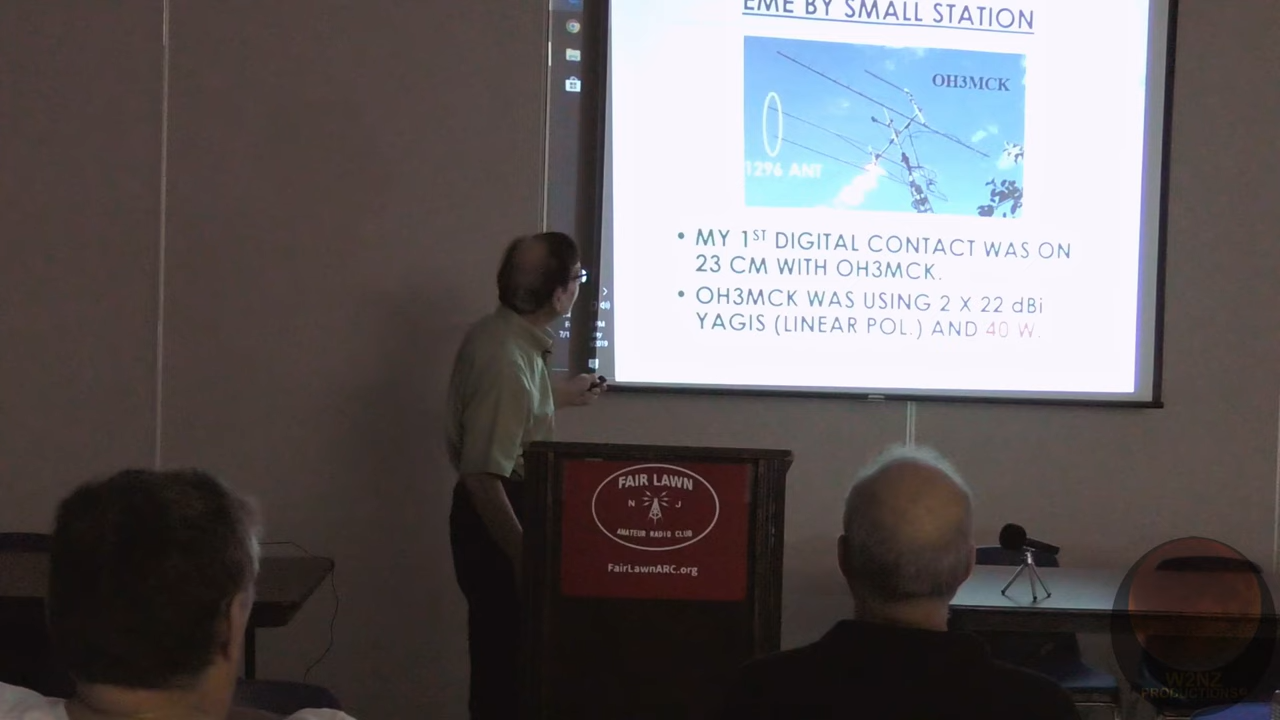 EME BY SMALL STATION
OH3MCK
1296 ANT
• MY 1ST DIGITAL CONTACT WAS ON
23 CM WITH OH3MCK.
• OH3MCK WAS USING 2 X 22 dBi
YAGIS (LINEAR POL.) AND 40 W.
FAIR LAWN
N J
AMATEUR RADIO CLUB
FairLawnARC.org
W2NZ
PRODUCTIONS®